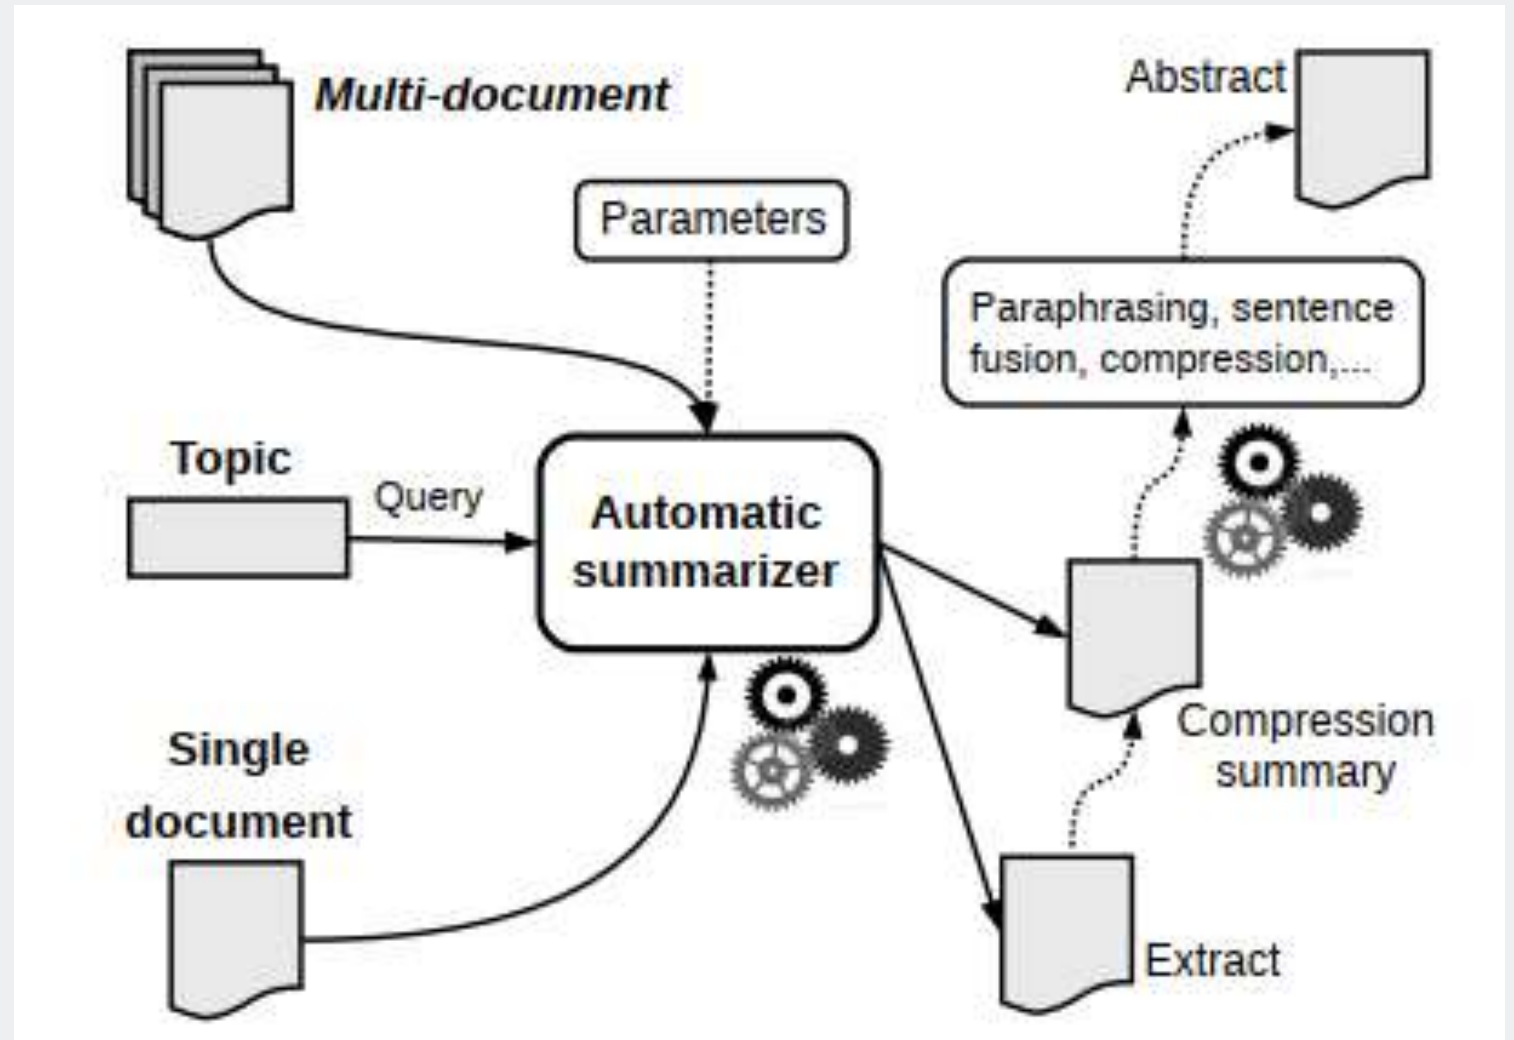 Multi-document
Abstract
Parameters
Paraphrasing, sentence
fusion, compression,...
Topic
Query
Automatic
summarizer
Single
document
Compression
summary
Extract